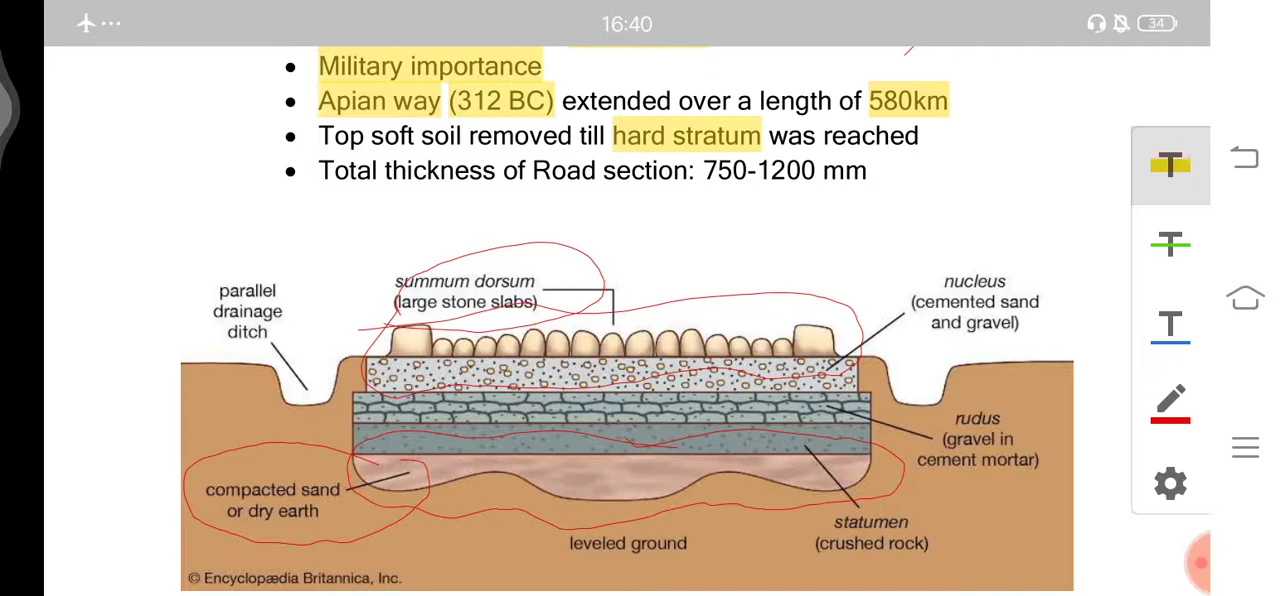 16:40
34
Military importance
Apian way (312 BC) extended over a length of 580km
Top soft soil removed till hard stratum was reached
Total thickness of Road section: 750-1200 mm
summum dorsum
(large stone slabs)
parallel
drainage
ditch
nucleus
(cemented sand
and gravel)
rudus
(gravel in
cement mortar)
compacted sand
or dry earth
statumen
(crushed rock)
leveled ground
© Encyclopædia Britannica, Inc.
T
T
T